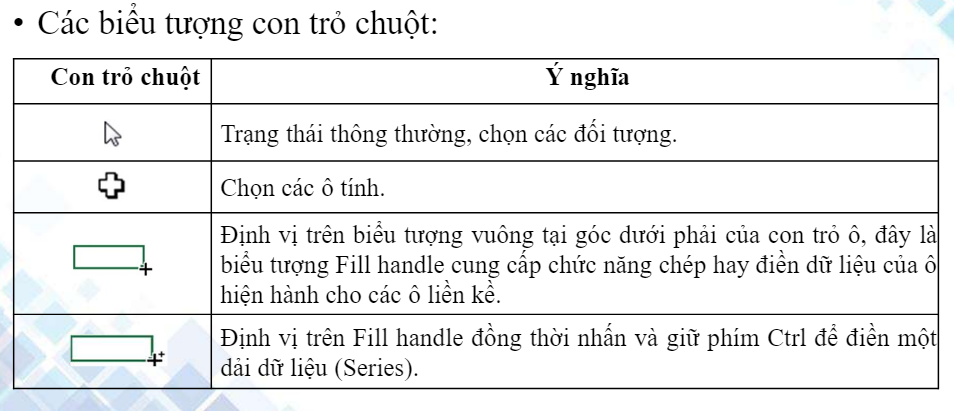 • Các biểu tượng con trỏ chuột:
Con trỏ chuột
Ý nghĩa
Trạng thái thông thường, chọn các đối tượng.
Chọn các ô tính.
Định vị trên biểu tượng vuông tại góc dưới phải của con trỏ ô, đây là
biểu tượng Fill handle cung cấp chức năng chép hay điền dữ liệu của ô
hiện hành cho các ô liền kề.
Định vị trên Fill handle đồng thời nhấn và giữ phím Ctrl để điền một
dải dữ liệu (Series).